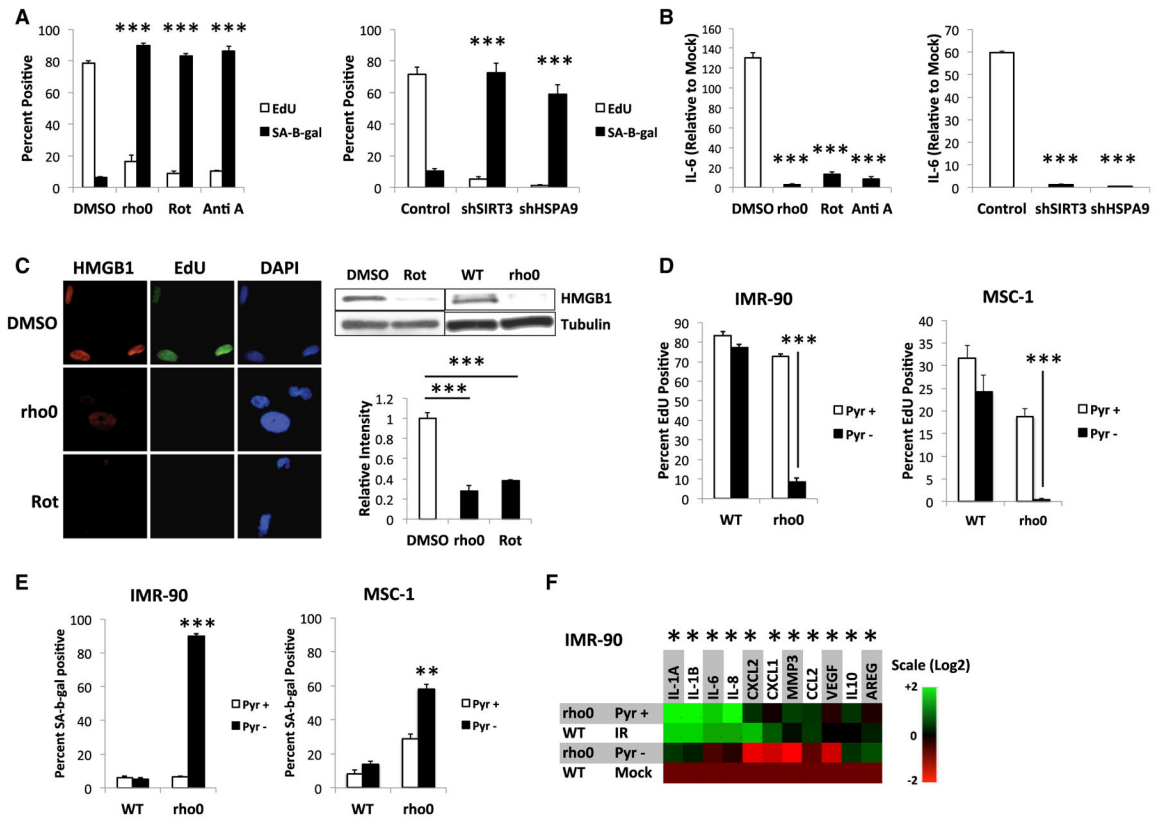 A
100
80
60
40
20
0
Percent Positive
*** *** ***
EdU
SA-B-gal
DMSO rho0 Rot Anti A
100
80
60
40
20
0
Percent Positive
***
***
EdU
SA-B-gal
Control shSIRT3 shHSPA9
B
160
140
120
100
80
60
40
20
0
IL-6 (Relative to Mock)
*** *** ***
DMSO rho0 Rot Anti A
70
60
50
40
30
20
10
0
IL-6 (Relative to Mock)
*** ***
Control shSIRT3 shHSPA9
C
HMGB1 EdU DAPI
DMSO
rho0
Rot
DMSO Rot WT rho0
HMGB1
Tubulin
***
***
1.2
1
0.8
0.6
0.4
0.2
0
Relative Intensity
DMSO rho0 Rot
D
IMR-90
90
80
70
60
50
40
30
20
10
0
Percent EdU Positive
***
Pyr +
Pyr -
WT rho0
MSC-1
40
35
30
25
20
15
10
5
0
Percent EdU Positive
***
Pyr +
Pyr -
WT rho0
E
IMR-90
100
80
60
40
20
0
Percent SA-b-gal positive
***
Pyr +
Pyr -
WT rho0
MSC-1
100
80
60
40
20
0
Percent SA-b-gal Positive
**
Pyr +
Pyr -
WT rho0
F
IMR-90
* * * * * * * * * * *
IL-1A IL-1B IL-6 IL-8 CXCL2 CXCL1 MMP3 CCL2 VEGF IL10 AREG
rho0 Pyr +
WT IR
rho0 Pyr -
WT Mock
Scale (Log2)
+2
0
-2